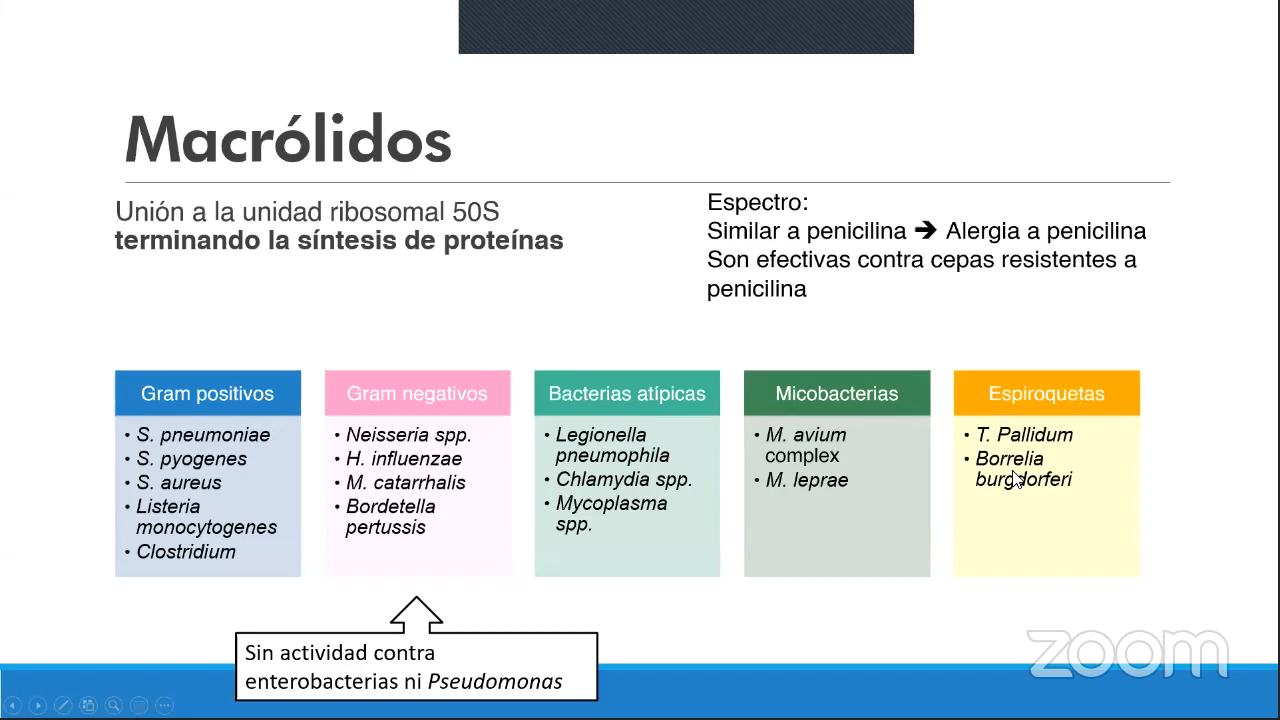 Macrólidos
Unión a la unidad ribosomal 50S
terminando la síntesis de proteínas
Espectro:
Similar a penicilina ➔ Alergia a penicilina
Son efectivas contra cepas resistentes a
penicilina
Gram positivos
• S. pneumoniae
• S. pyogenes
• S. aureus
• Listeria
monocytogenes
• Clostridium
Gram negativos
• Neisseria spp.
• H. influenzae
• M. catarrhalis
• Bordetella
pertussis
Bacterias atípicas
• Legionella
pneumophila
• Chlamydia spp.
• Mycoplasma
spp.
Micobacterias
• M. avium
complex
• M. leprae
Espiroquetas
• T. Pallidum
• Borrelia
burgdorferi
Sin actividad contra
enterobacterias ni Pseudomonas
zoom